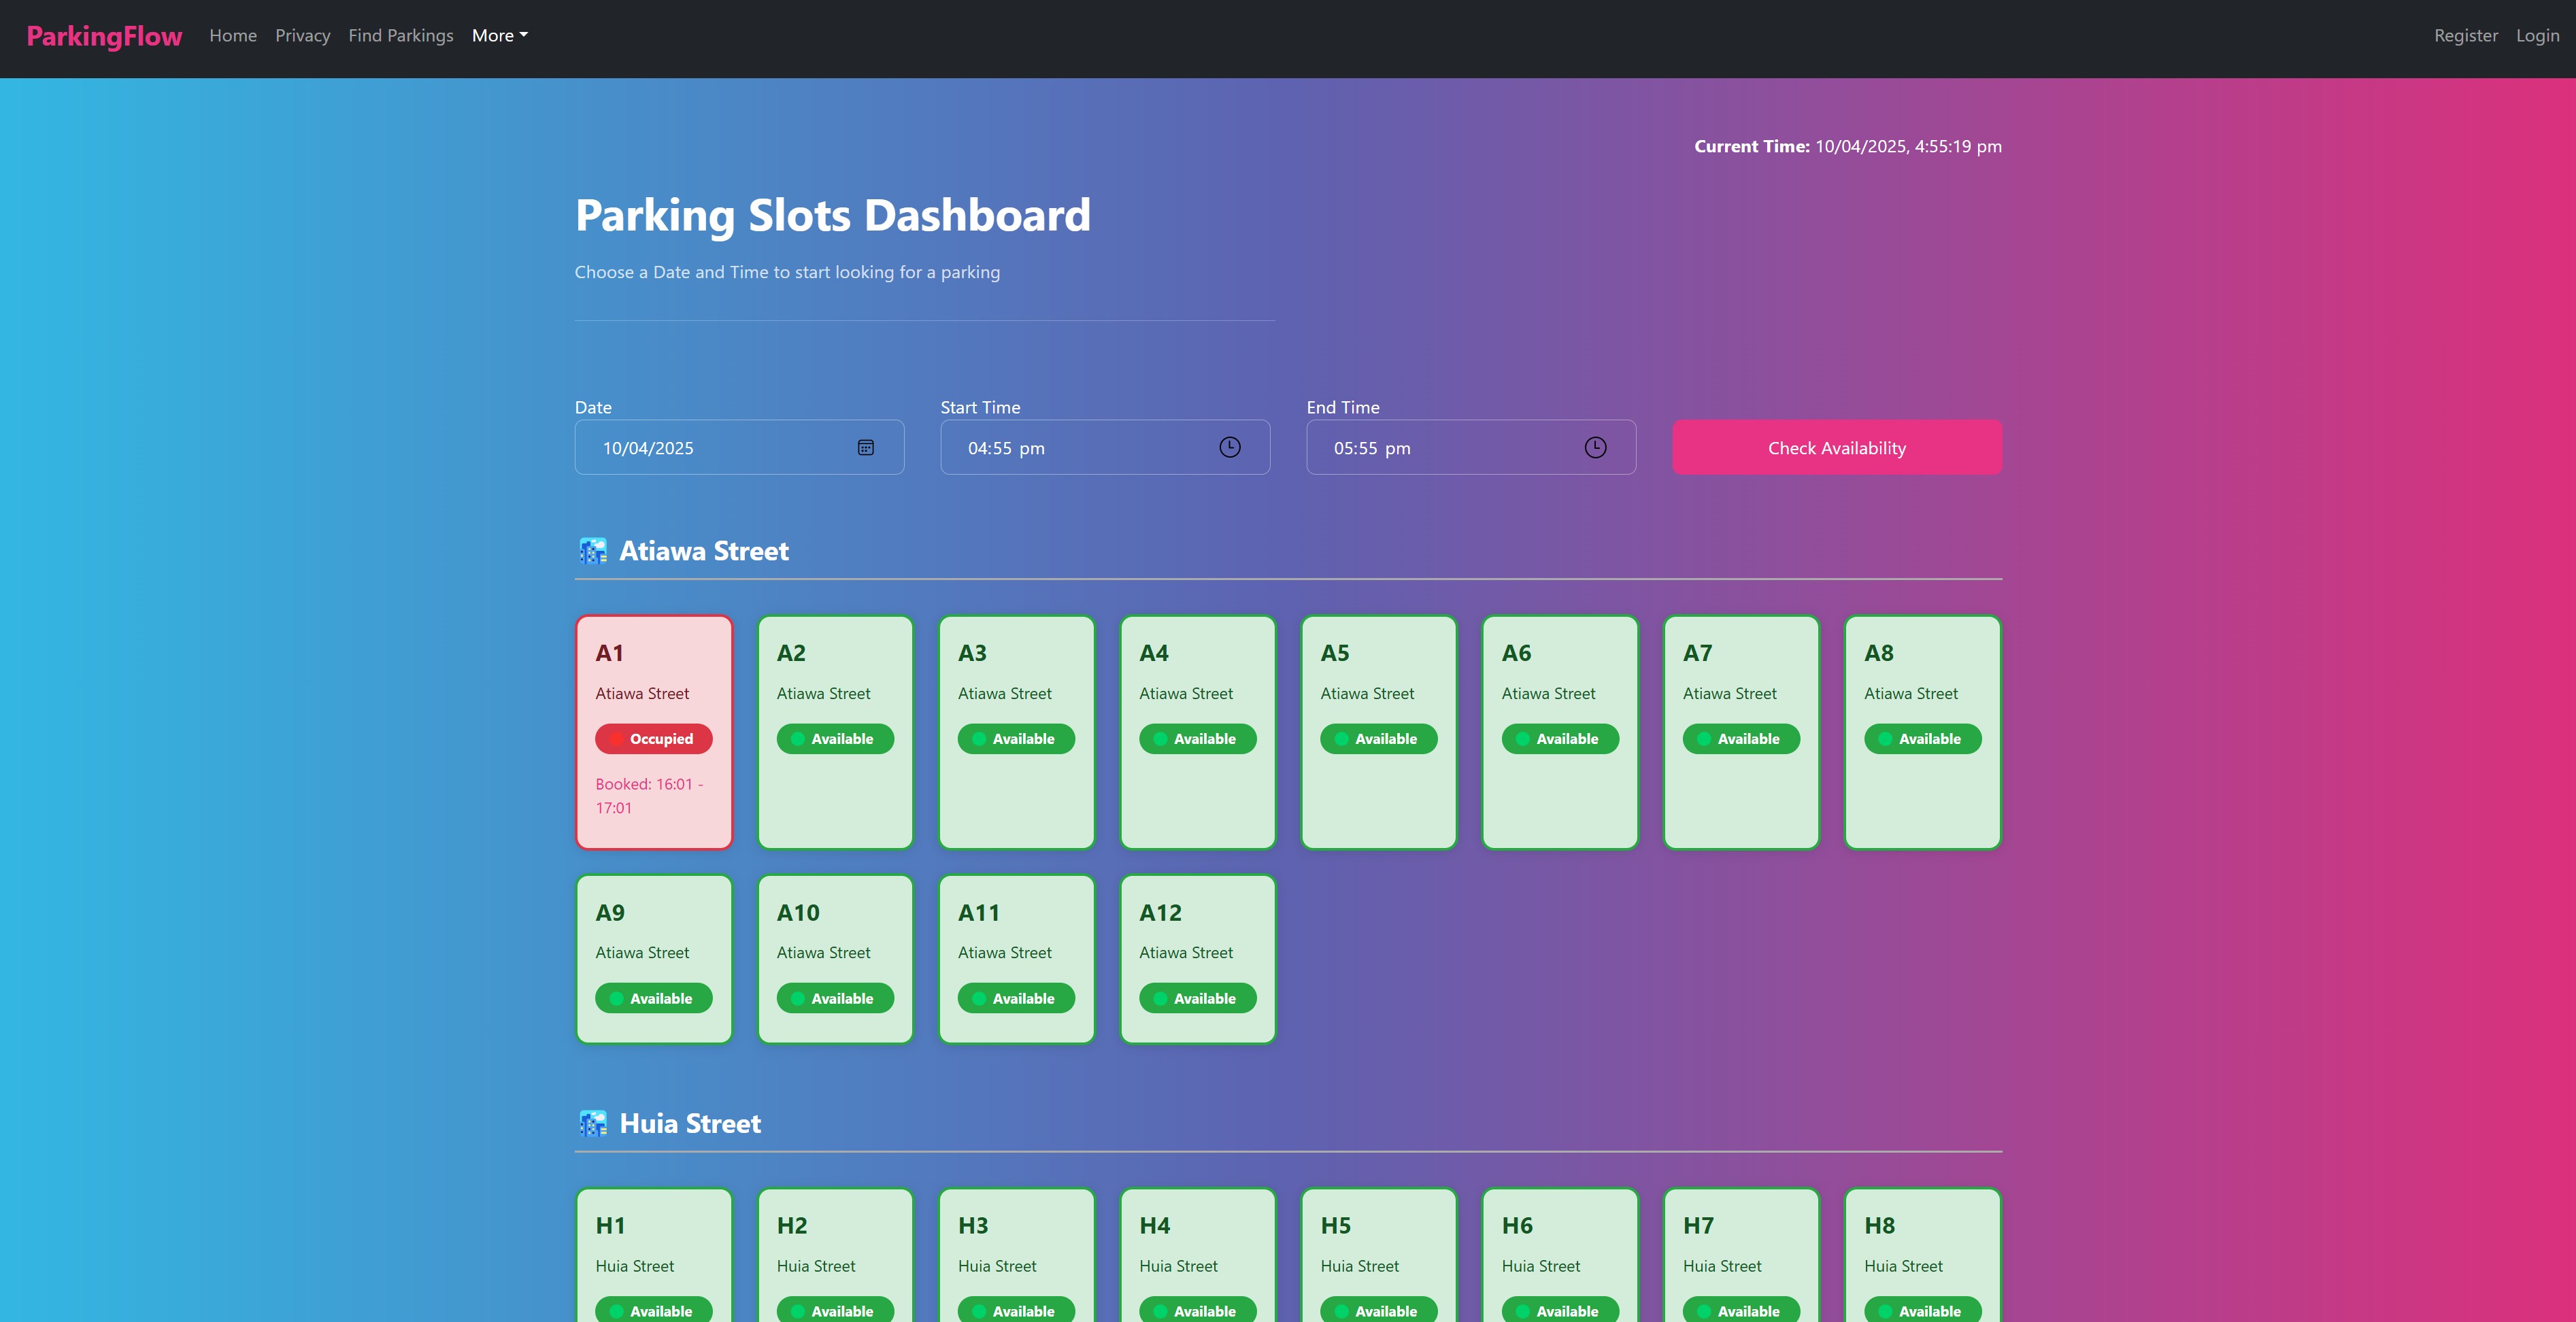 ParkingFlow Home Privacy Find Parkings More Register Login
Current Time: 10/04/2025, 4:55:19 pm
Parking Slots Dashboard
Choose a Date and Time to start looking for a parking
Date Start Time End Time
10/04/2025 04:55 pm 05:55 pm Check Availability
Atiawa Street
A1 A2 A3 A4 A5 A6 A7 A8
Atiawa Street Atiawa Street Atiawa Street Atiawa Street Atiawa Street Atiawa Street Atiawa Street Atiawa Street
Occupied Available Available Available Available Available Available Available
Booked: 16:01 -
17:01
A9 A10 A11 A12
Atiawa Street Atiawa Street Atiawa Street Atiawa Street
Available Available Available Available
Huia Street
H1 H2 H3 H4 H5 H6 H7 H8
Huia Street Huia Street Huia Street Huia Street Huia Street Huia Street Huia Street Huia Street
Available Available Available Available Available Available Available Available